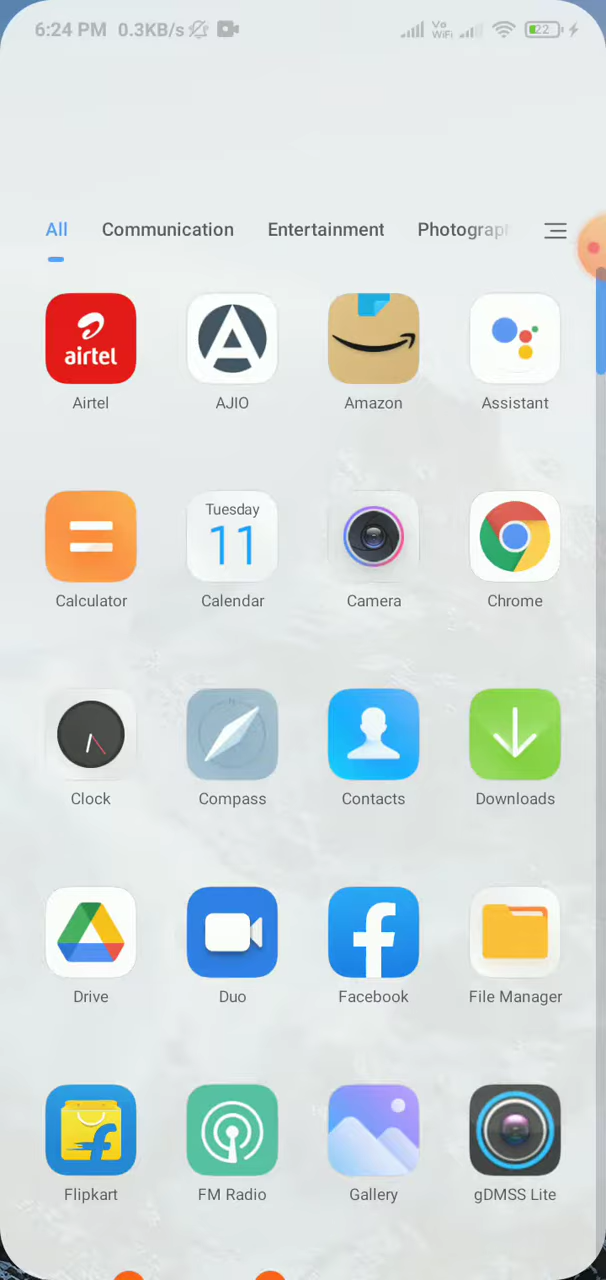 6:24 PM 0.3KB/s Vo WiFi 22
All Communication Entertainment Photograp
airtel
Airtel AJIO Amazon Assistant
Tuesday
11
Calculator Calendar Camera Chrome
Clock Compass Contacts Downloads
Drive Duo Facebook File Manager
Flipkart FM Radio Gallery gDMSS Lite